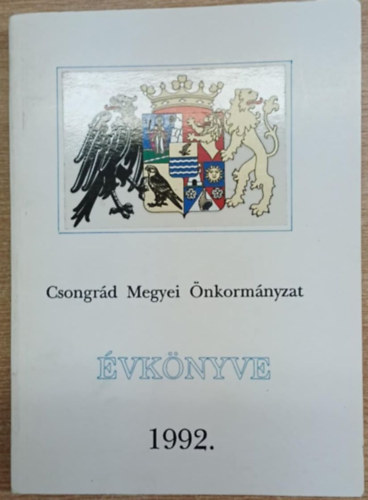 Csongrád Megyei Önkormányzat
ÉVKÖNYVE
1992.